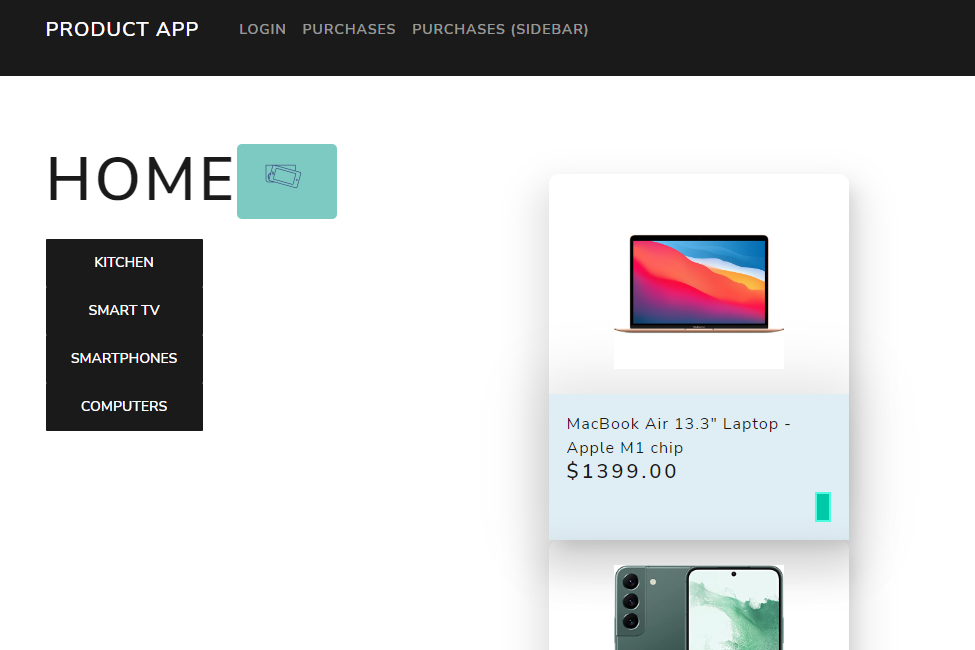 PRODUCT APP
LOGIN
PURCHASES
PURCHASES (SIDEBAR)
HOME
KITCHEN
SMART TV
SMARTPHONES
COMPUTERS
MacBook Air 13.3" Laptop -
Apple M1 chip
$1399.00